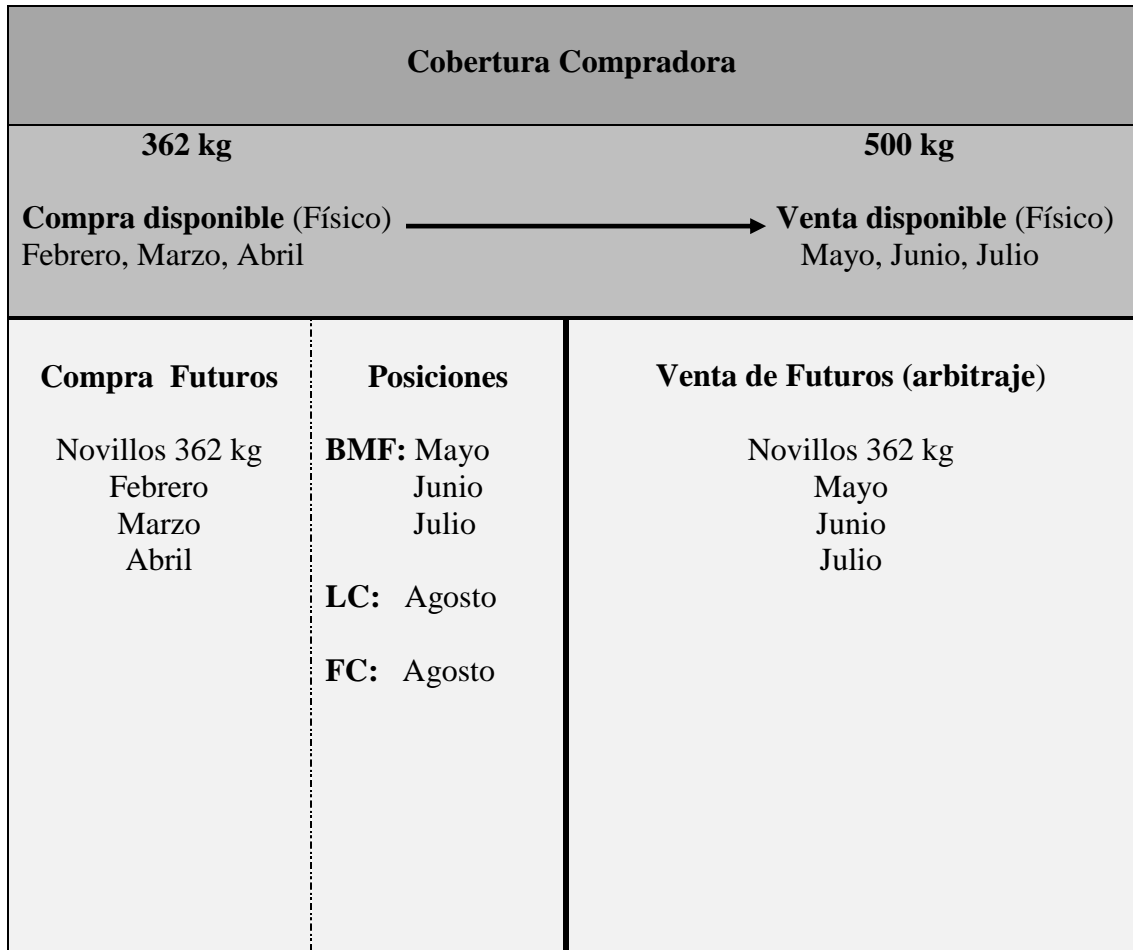 Cobertura Compradora
362 kg
500 kg
Compra disponible (Físico)
Febrero, Marzo, Abril
Venta disponible (Físico)
Mayo, Junio, Julio
Compra Futuros
Novillos 362 kg
Febrero
Marzo
Abril
Posiciones
BMF: Mayo
Junio
Julio
LC: Agosto
FC: Agosto
Venta de Futuros (arbitraje)
Novillos 362 kg
Mayo
Junio
Julio